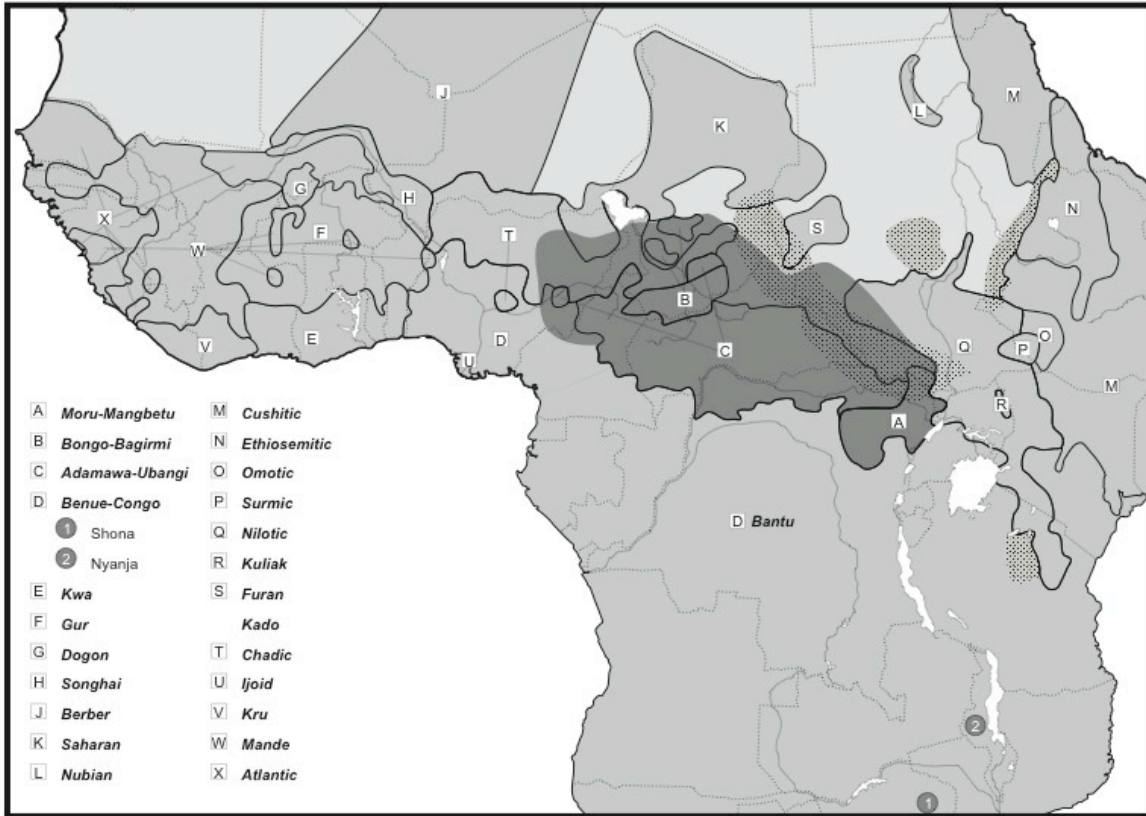 J
M
L
K
G
H
X
N
S
F
W
T
B
O
Q
P
D
C
V
E
U
M
R
A
D Bantu
2
1
A Moru-Mangbetu
B Bongo-Bagirmi
C Adamawa-Ubangi
D Benue-Congo
1 Shona
2 Nyanja
E Kwa
F Gur
G Dogon
H Songhai
J Berber
K Saharan
L Nubian
M Cushitic
N Ethiosemitic
O Omotic
P Surmic
Q Nilotic
R Kuliak
S Furan
Kado
T Chadic
U Ijoid
V Kru
W Mande
X Atlantic